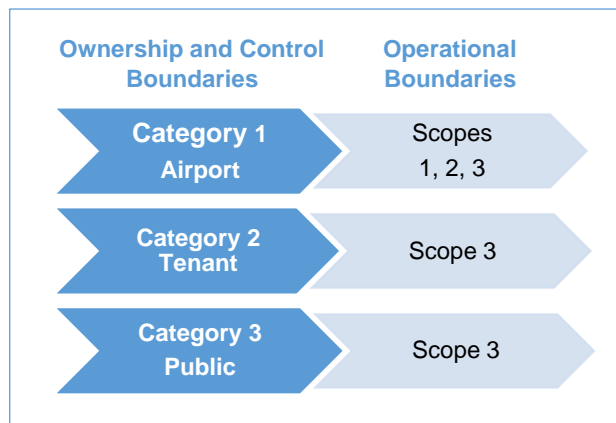 Ownership and Control
Boundaries
Operational
Boundaries
Category 1
Airport
Scopes
1, 2, 3
Category 2
Tenant
Scope 3
Category 3
Public
Scope 3